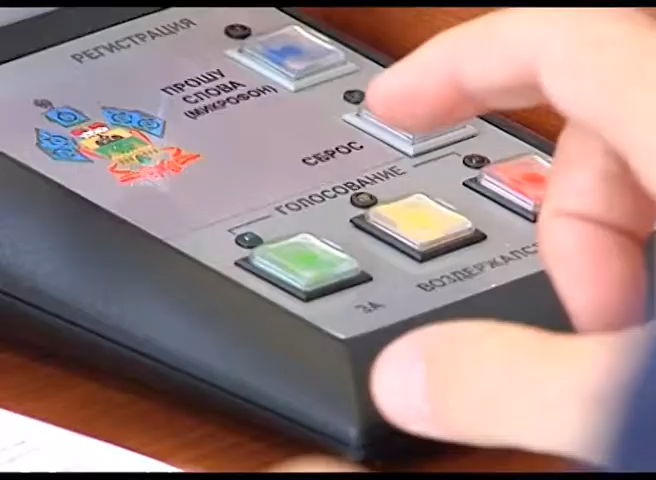 РЕГИСТРАЦИЯ
ПРОШУ
СЛОВА
(МИКРОФОН)
СБРОС
ГОЛОСОВАНИЕ
ЗА
ВОЗДЕРЖАЛСЯ